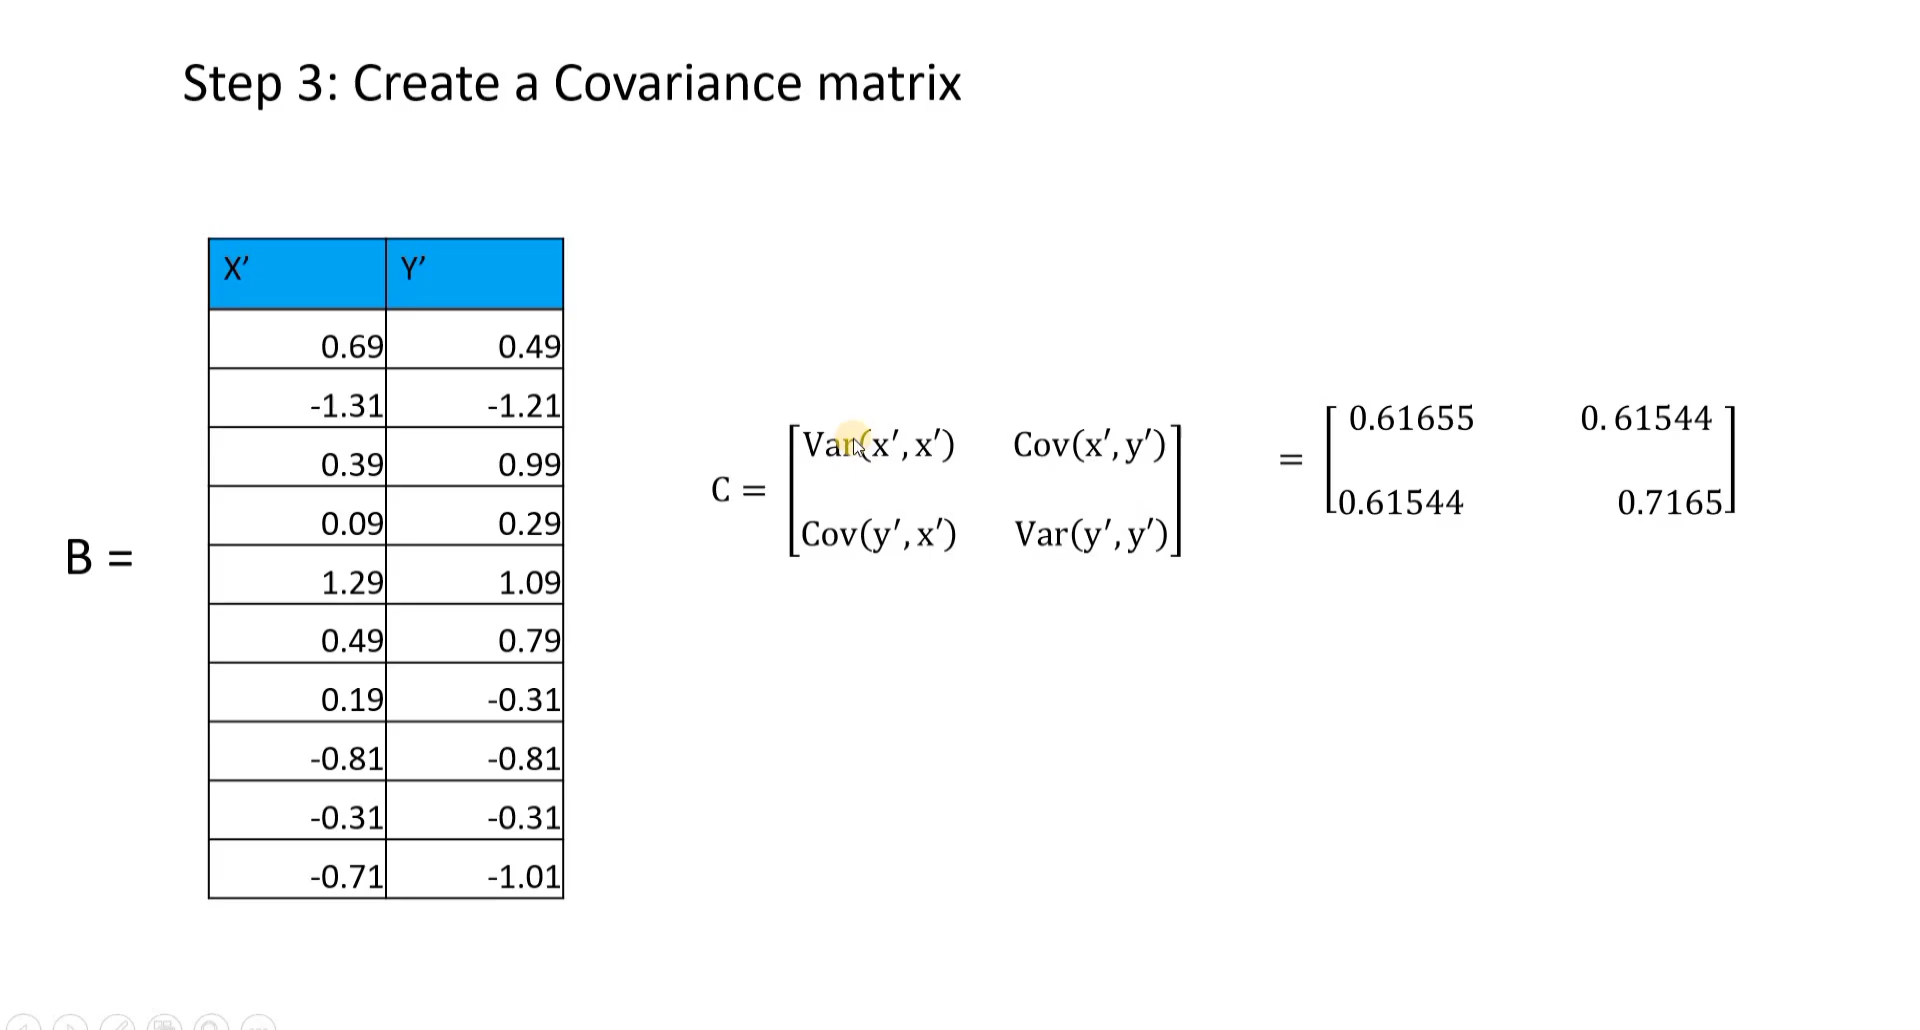 Step 3: Create a Covariance matrix
B =
X’ Y’
0.69 0.49
-1.31 -1.21
0.39 0.99
0.09 0.29
1.29 1.09
0.49 0.79
0.19 -0.31
-0.81 -0.81
-0.31 -0.31
-0.71 -1.01
C =
Var(x′, x′) Cov(x′, y′)
Cov(y′, x′) Var(y′, y′)
=
0.61655 0.61544
0.61544 0.7165